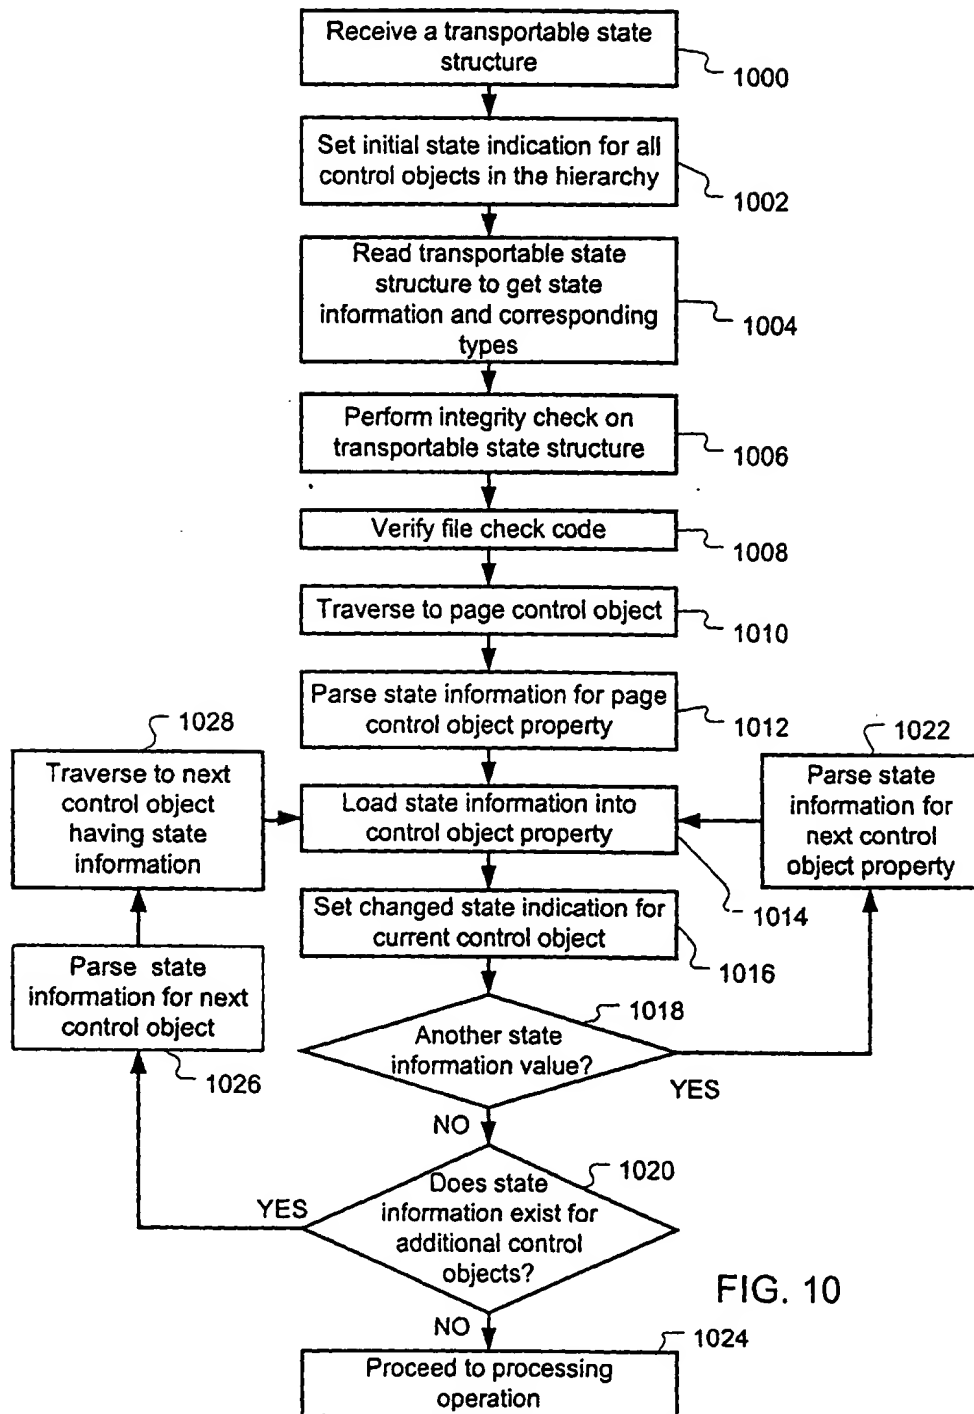 Receive a transportable state
structure
1000
Set initial state indication for all
control objects in the hierarchy
1002
Read transportable state
structure to get state
information and corresponding
types
1004
Perform integrity check on
transportable state structure
1006
Verify file check code
1008
Traverse to page control object
1010
Parse state information for page
control object property
1012
1028
Traverse to next
control object
having state
information
Load state information into
control object property
1014
1022
Parse state
information for
next control
object property
Set changed state indication for
current control object
1016
Parse state
information for next
control object
1026
1018
Another state
information value?
YES
NO
1020
Does state
information exist for
additional control
objects?
YES
NO
FIG. 10
1024
Proceed to processing
operation